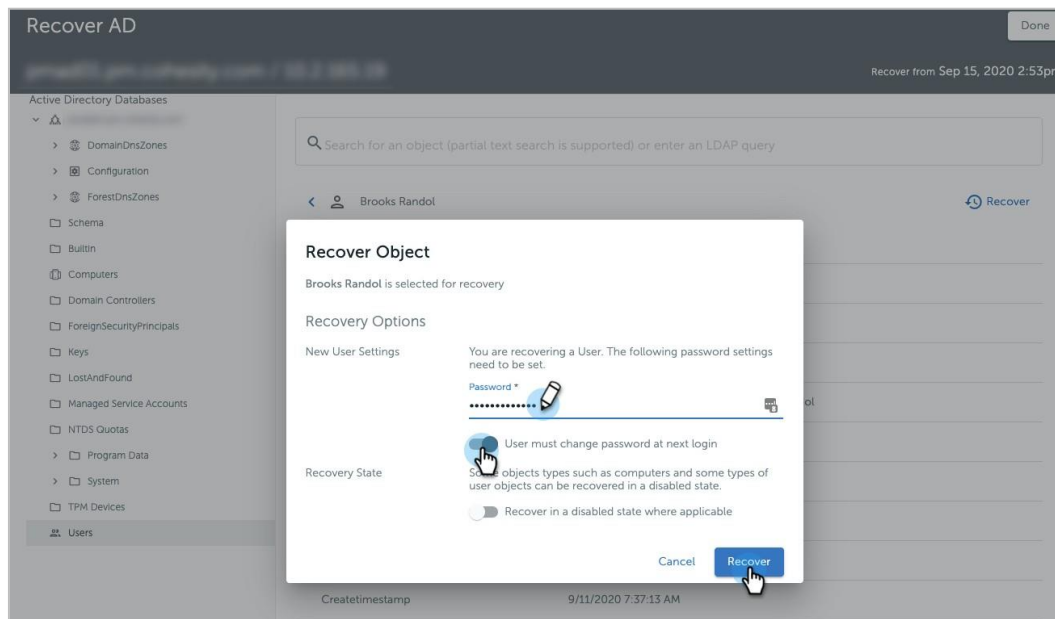 Recover AD
Done
Recover from Sep 15, 2020 2:53pm
Active Directory Databases
DomainDnsZones
Configuration
ForestDnsZones
Schema
Builtin
Computers
Domain Controllers
ForeignSecurityPrincipals
Keys
LostAndFound
Managed Service Accounts
NTDS Quotas
Program Data
System
TPM Devices
Users
Search for an object (partial text search is supported) or enter an LDAP query
Brooks Randol
Recover
Recover Object
Brooks Randol is selected for recovery
Recovery Options
New User Settings
You are recovering a User. The following password settings
need to be set.
Password *
•••••••••••••
User must change password at next login
Recovery State
Some objects types such as computers and some types of
user objects can be recovered in a disabled state.
Recover in a disabled state where applicable
Cancel
Recover
ol
Createtimestamp
9/11/2020 7:37:13 AM